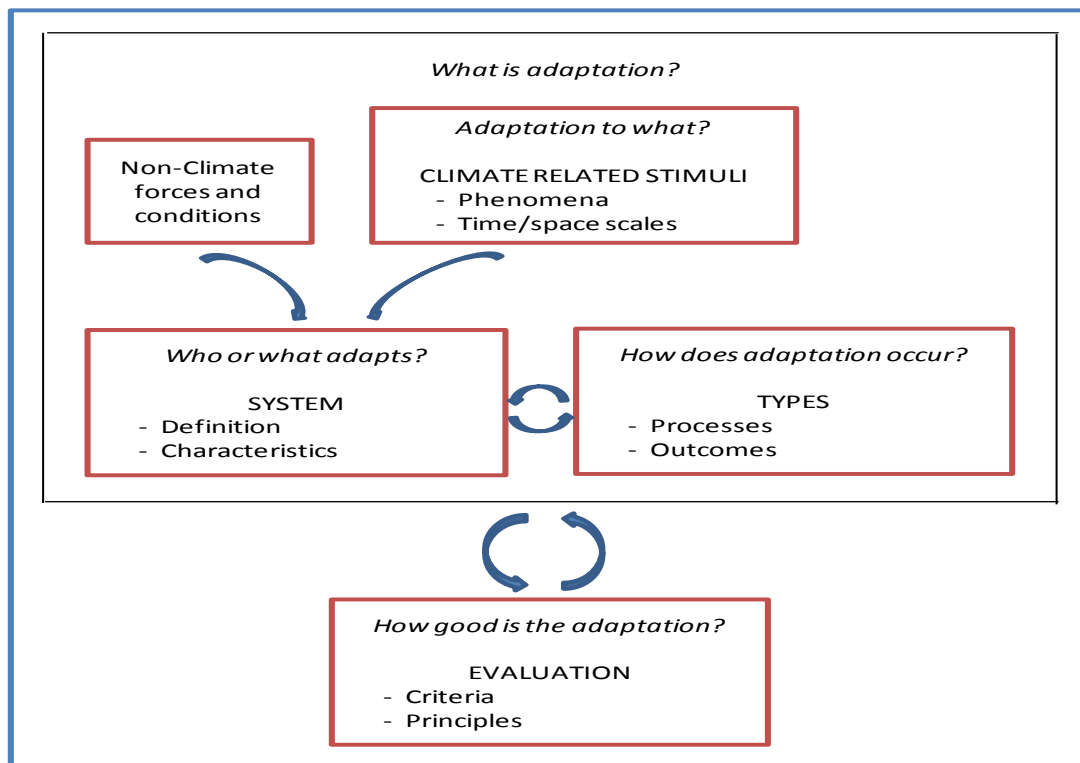 What is adaptation?
Non-Climate
forces and
conditions
Adaptation to what?
CLIMATE RELATED STIMULI
- Phenomena
- Time/space scales
Who or what adapts?
SYSTEM
- Definition
- Characteristics
How does adaptation occur?
TYPES
- Processes
- Outcomes
How good is the adaptation?
EVALUATION
- Criteria
- Principles